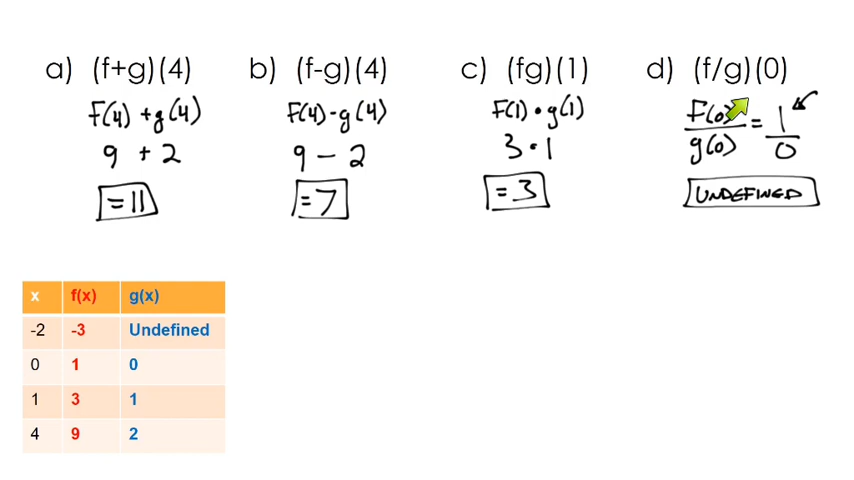 a) (f+g)(4)
F(4) + g(4)
9 + 2
= 11
b) (f-g)(4)
F(4) - g(4)
9 - 2
= 7
c) (fg)(1)
F(1) • g(1)
3 • 1
= 3
d) (f/g)(0)
F(0)/g(0) = 1/0
UNDEFINED
x f(x) g(x)
-2 -3 Undefined
0 1 0
1 3 1
4 9 2